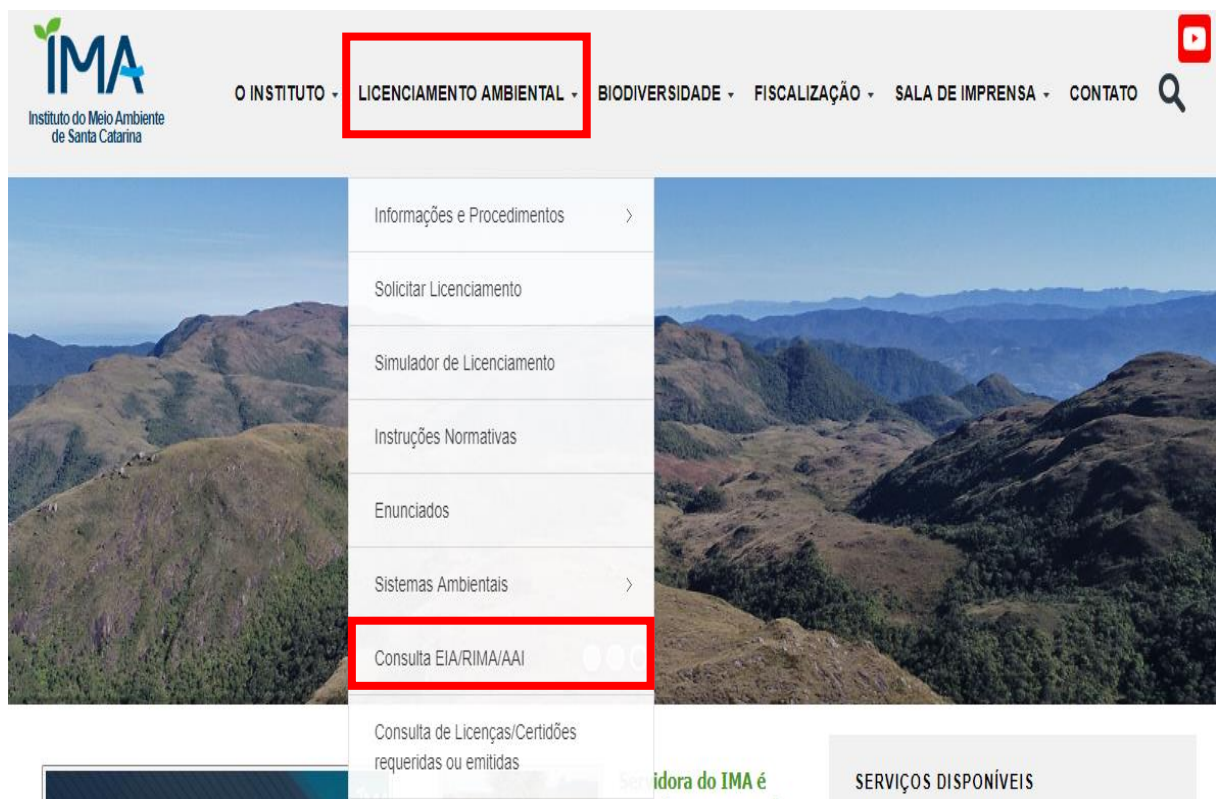 IMA
Instituto do Meio Ambiente
de Santa Catarina
O INSTITUTO
LICENCIAMENTO AMBIENTAL
BIODIVERSIDADE
FISCALIZAÇÃO
SALA DE IMPRENSA
CONTATO
Informações e Procedimentos
Solicitar Licenciamento
Simulador de Licenciamento
Instruções Normativas
Enunciados
Sistemas Ambientais
Consulta EIA/RIMA/AAI
Consulta de Licenças/Certidões
requeridas ou emitidas
Servidora do IMA é
SERVIÇOS DISPONÍVEIS